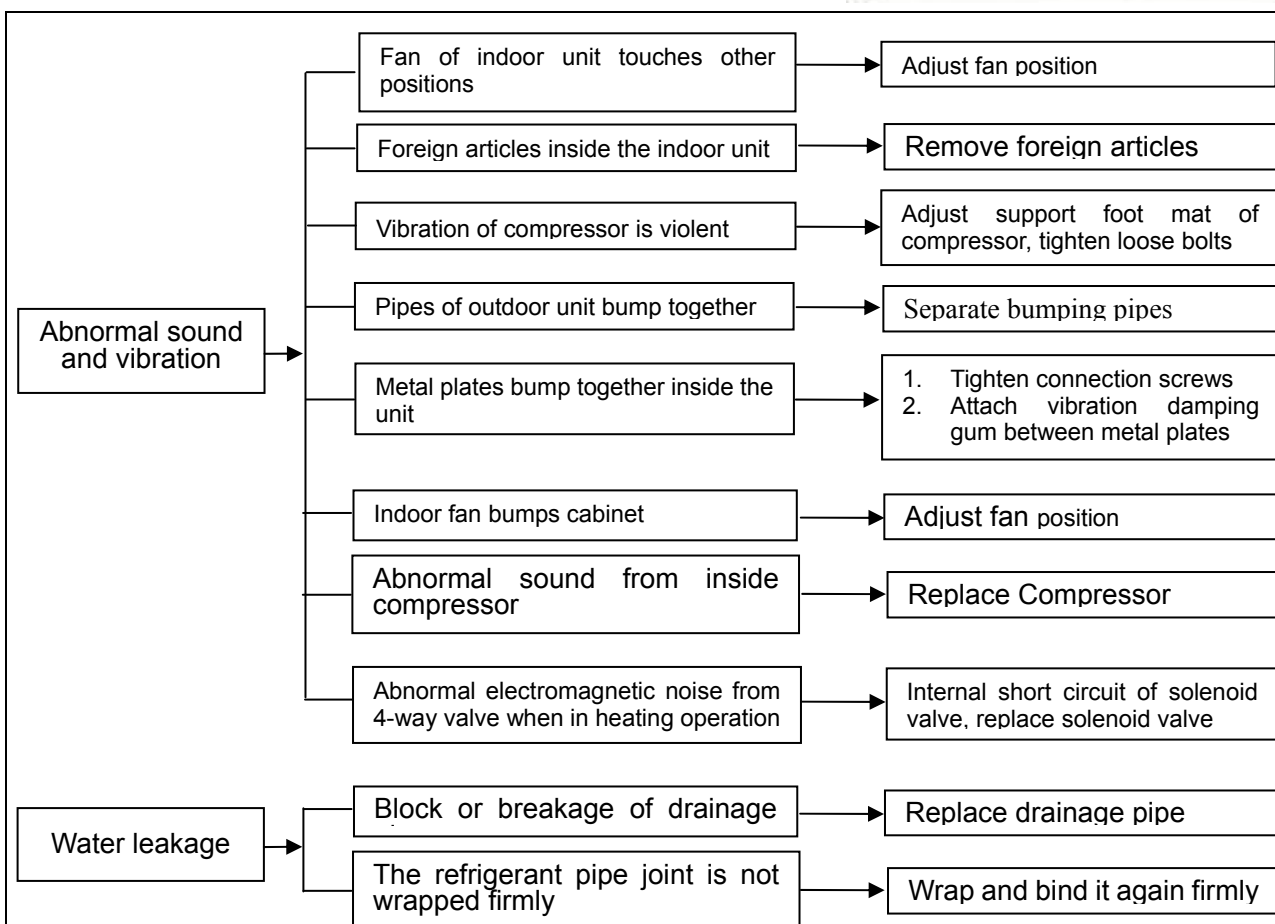 Fan of indoor unit touches other
positions
Adjust fan position
Foreign articles inside the indoor unit
Remove foreign articles
Vibration of compressor is violent
Adjust support foot mat of
compressor, tighten loose bolts
Pipes of outdoor unit bump together
Separate bumping pipes
Abnormal sound
and vibration
Metal plates bump together inside the
unit
1. Tighten connection screws
2. Attach vibration damping
gum between metal plates
Indoor fan bumps cabinet
Adjust fan position
Abnormal sound from inside
compressor
Replace Compressor
Abnormal electromagnetic noise from
4-way valve when in heating operation
Internal short circuit of solenoid
valve, replace solenoid valve
Water leakage
Block or breakage of drainage
Replace drainage pipe
The refrigerant pipe joint is not
wrapped firmly
Wrap and bind it again firmly